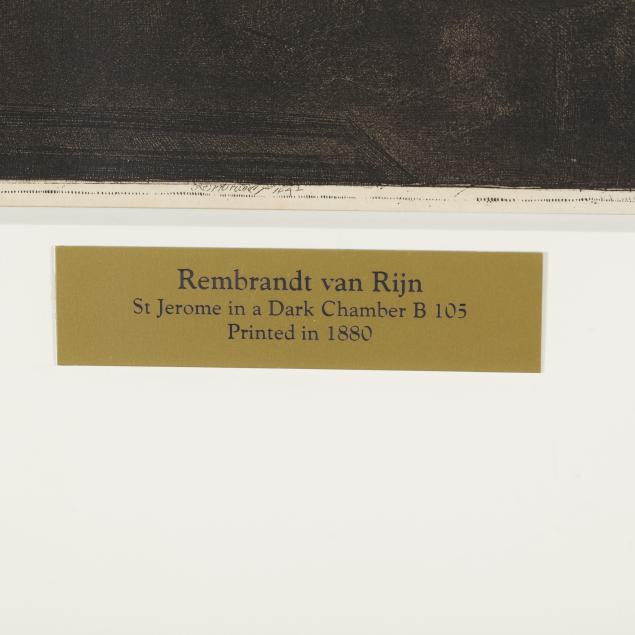 Rembrandt van Rijn
St Jerome in a Dark Chamber B 105
Printed in 1880